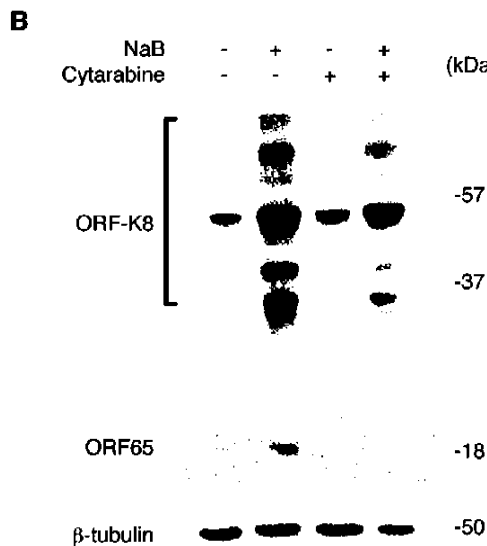 B
NaB - + - +
Cytarabine - - + + (kDa
ORF-K8
-57
-37
ORF65 -18
β-tubulin -50